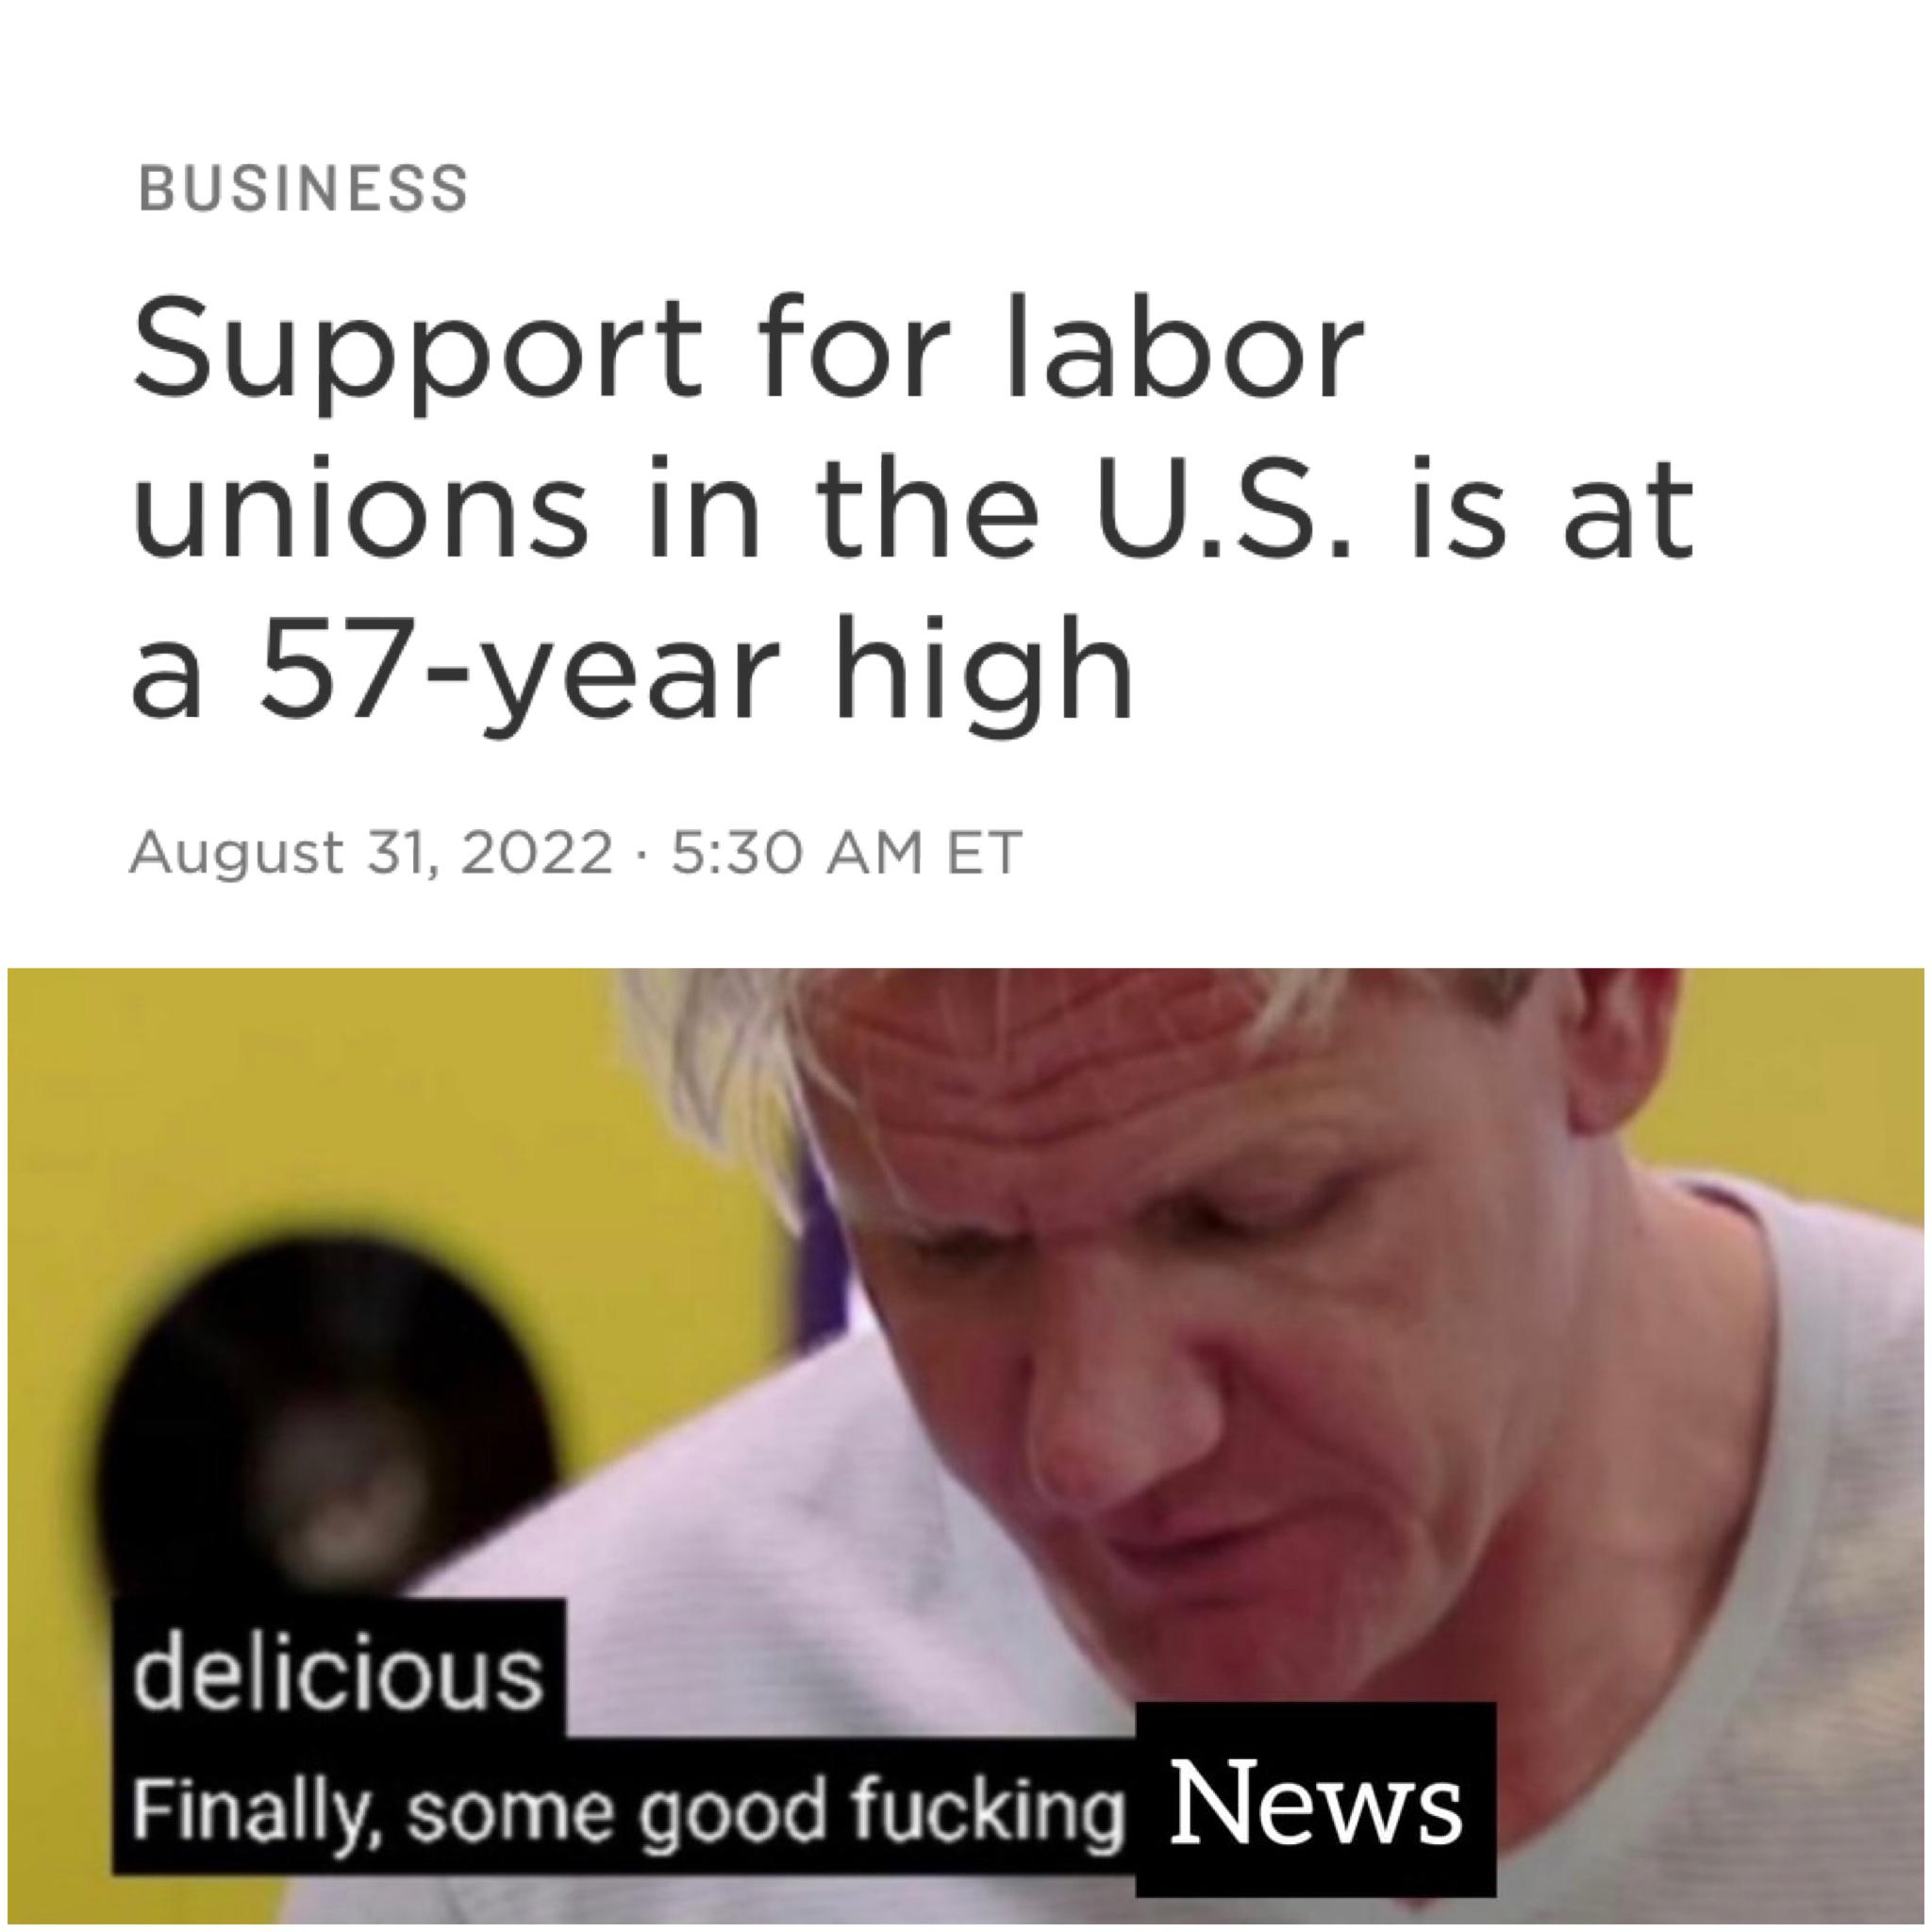 BUSINESS
Support for labor
unions in the U.S. is at
a 57-year high
August 31, 2022 · 5:30 AM ET
delicious
Finally, some good fucking News